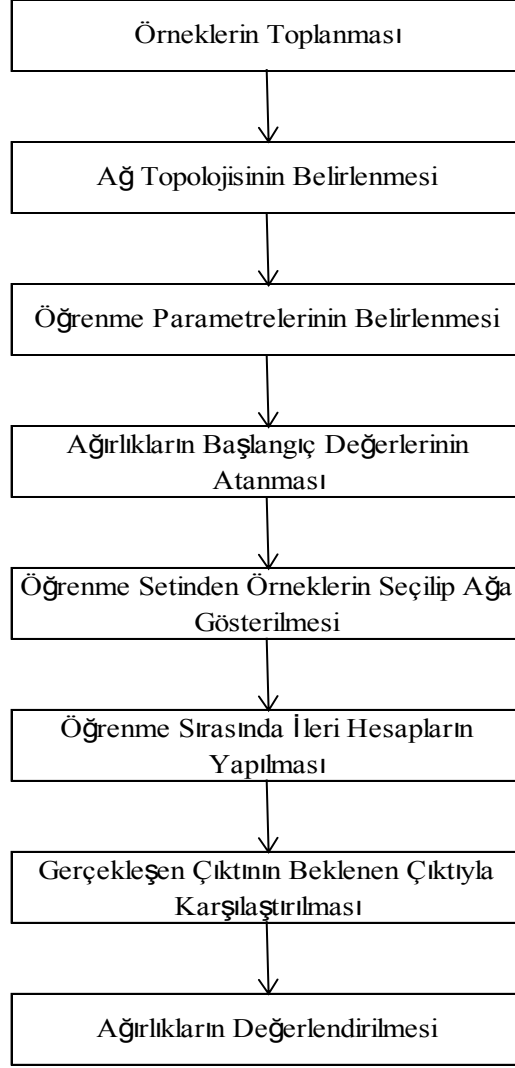 Örneklerin Toplanması
Ağ Topolojisinin Belirlenmesi
Öğrenme Parametrelerinin Belirlenmesi
Ağırlıkların Başlangıç Değerlerinin
Atanması
Öğrenme Setinden Örneklerin Seçilip Ağa
Gösterilmesi
Öğrenme Sırasında İleri Hesapların
Yapılması
Gerçekleşen Çıktının Beklenen Çıktıyla
Karşılaştırılması
Ağırlıkların Değerlendirilmesi